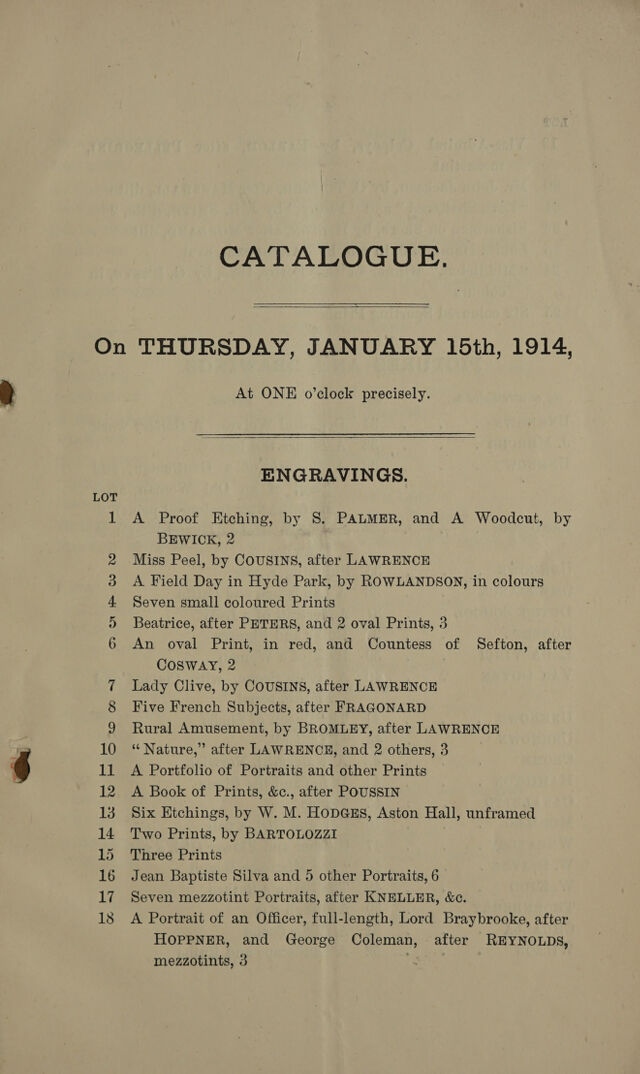 CATALOGUE.
On THURSDAY, JANUARY 15th, 1914,
At ONE o'clock precisely.
ENGRAVINGS.
LOT
1 A Proof Etching, by S. PALMER, and A Woodcut, by
BEWICK, 2
2 Miss Peel, by COUSINS, after LAWRENCE
3 A Field Day in Hyde Park, by ROWLANDSON, in colours
4 Seven small coloured Prints
5 Beatrice, after PETERS, and 2 oval Prints, 3
6 An oval Print, in red, and Countess of Sefton, after
COSWAY, 2
7 Lady Clive, by COUSINS, after LAWRENCE
8 Five French Subjects, after FRAGONARD
9 Rural Amusement, by BROMLEY, after LAWRENCE
10 "Nature," after LAWRENCE, and 2 others, 3
11 A Portfolio of Portraits and other Prints
12 A Book of Prints, &c., after POUSSIN
13 Six Etchings, by W. M. HODGES, Aston Hall, unframed
14 Two Prints, by BARTOLOZZI
15 Three Prints
16 Jean Baptiste Silva and 5 other Portraits, 6
17 Seven mezzotint Portraits, after KNELLER, &c.
18 A Portrait of an Officer, full-length, Lord Braybrooke, after
HOPPNER, and George Coleman, after REYNOLDS,
mezzotints, 3